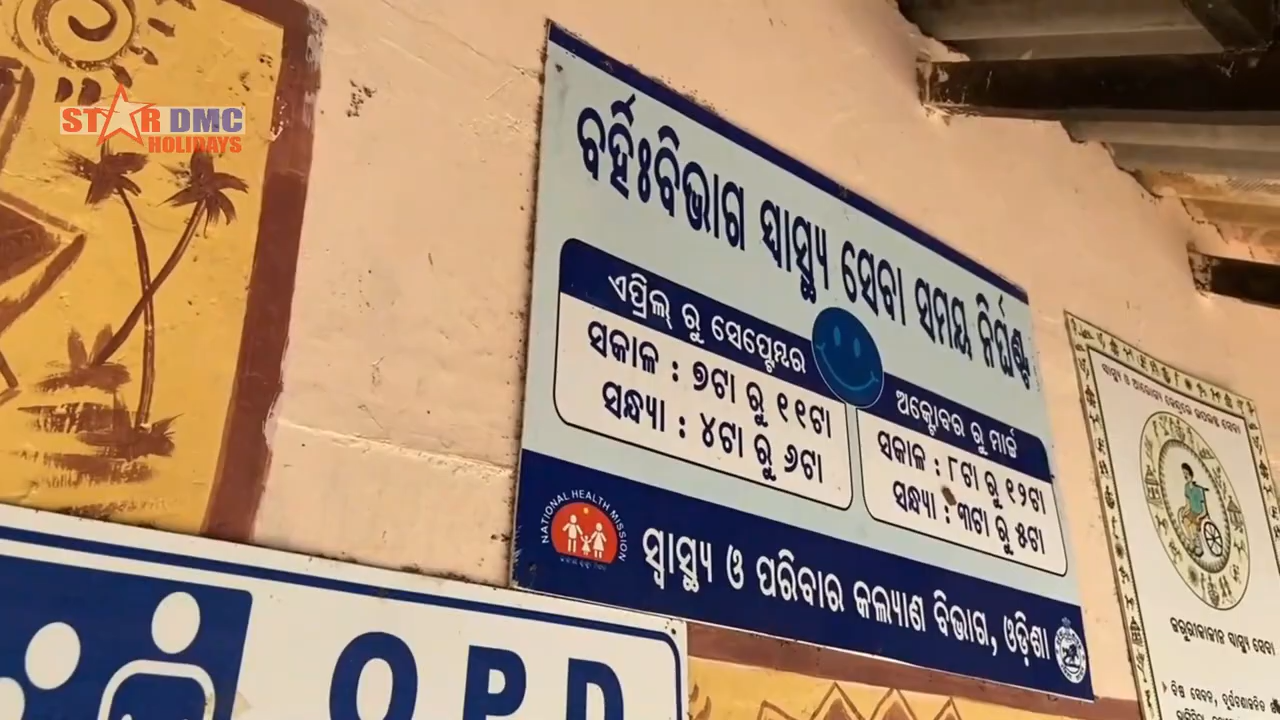 STAR DMC
HOLIDAYS
ବର୍ହିଃବିଭାଗ ସ୍ୱାସ୍ଥ୍ୟ ସେବା ସମୟ ନିର୍ଘଣ୍ଟ
ଏପ୍ରିଲ୍ ରୁ ସେପ୍ଟେମ୍ବର
ସକାଳ : ୭ଟା ରୁ ୧୧ଟା
ସନ୍ଧ୍ୟା : ୪ଟା ରୁ ୬ଟା
ଅକ୍ଟୋବର ରୁ ମାର୍ଚ୍ଚ
ସକାଳ : ୮ଟା ରୁ ୧୨ଟା
ସନ୍ଧ୍ୟା : ୩ଟା ରୁ ୫ଟା
NATIONAL HEALTH MISSION
ସ୍ୱାସ୍ଥ୍ୟ ଓ ପରିବାର କଲ୍ୟାଣ ବିଭାଗ, ଓଡ଼ିଶା
O P D
ଜରୁରୀକାଳୀନ ସ୍ୱାସ୍ଥ୍ୟ ସେବା